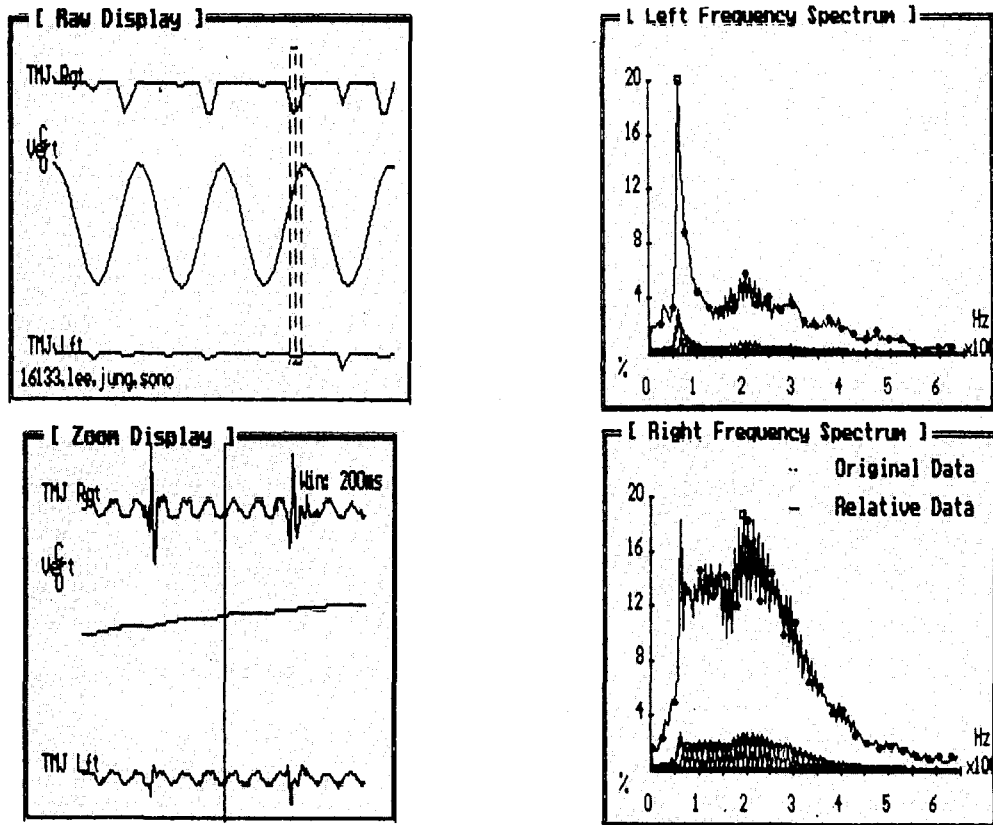 [ Raw Display ]
TMJ Rgt
Vert
TMJ Lft
16133.lee.jung.sono
[ Left Frequency Spectrum ]
20
16
12
8
4
Hz
x100
%
0 1 2 3 4 5 6
[ Zoom Display ]
TMJ Rgt
Win: 200ms
Vert
TMJ Lft
[ Right Frequency Spectrum ]
.. Original Data
— Relative Data
20
16
12
8
4
Hz
x100
%
0 1 2 3 4 5 6